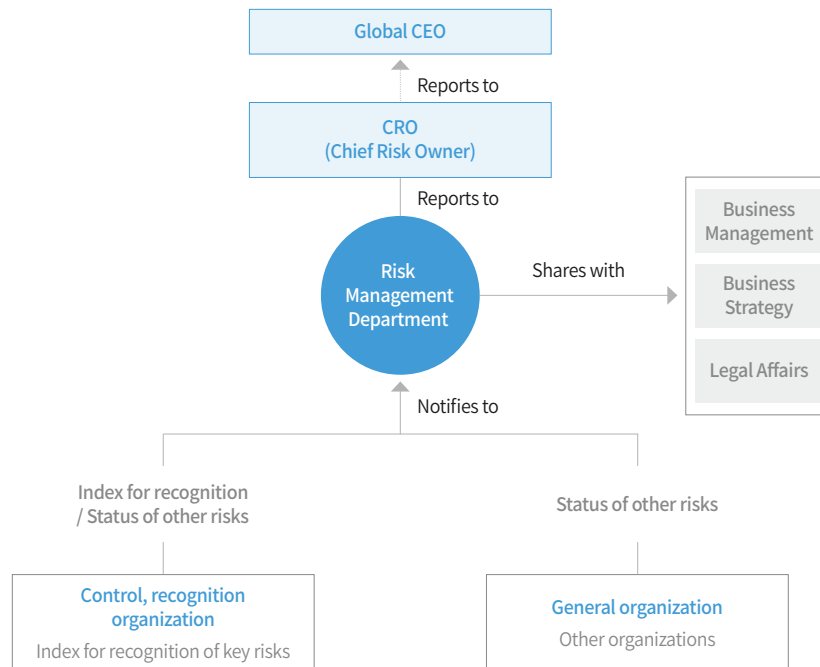 Global CEO
Reports to
CRO
(Chief Risk Owner)
Reports to
Risk
Management
Department
Shares with
Business
Management
Business
Strategy
Legal Affairs
Notifies to
Index for recognition
/ Status of other risks
Status of other risks
Control, recognition
organization
Index for recognition of key risks
General organization
Other organizations